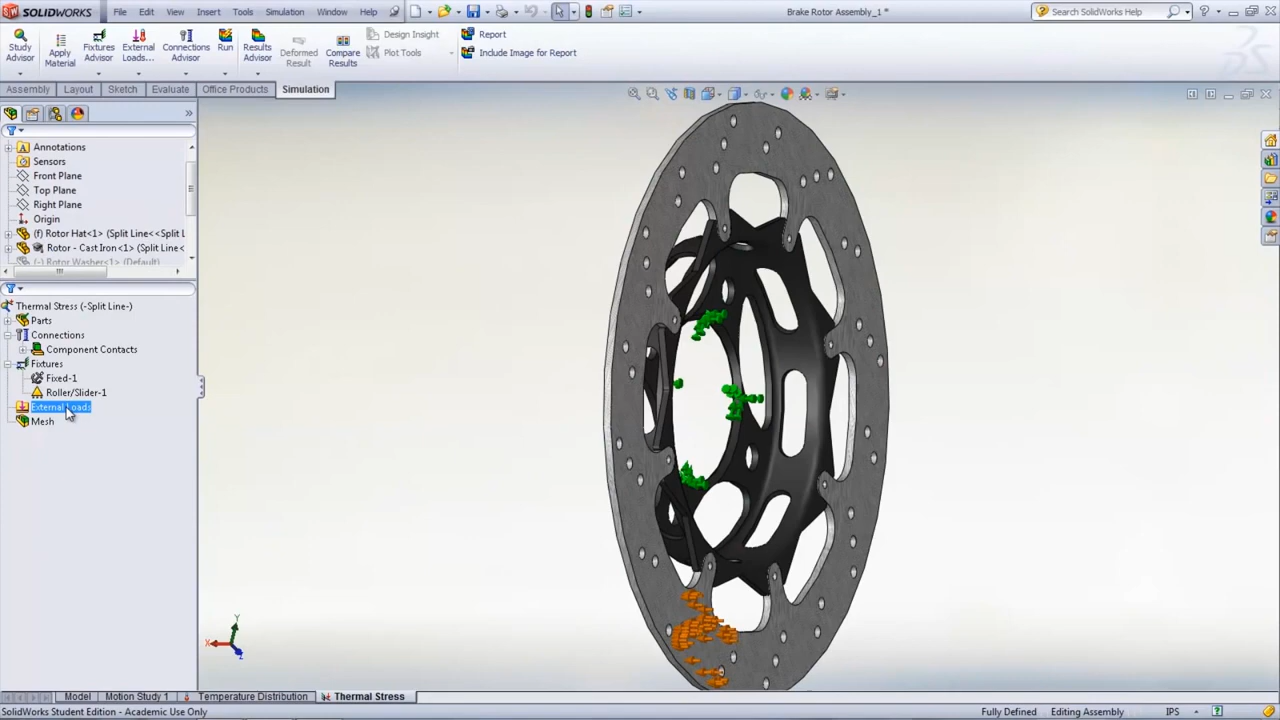 SOLIDWORKS File Edit View Insert Tools Simulation Window Help Brake Rotor Assembly_1 * Search SolidWorks Help
Study Advisor
Apply Material
Fixtures Advisor
External Loads...
Connections Advisor
Run
Results Advisor
Deformed Result
Compare Results
Design Insight
Plot Tools
Report
Include Image for Report
Assembly Layout Sketch Evaluate Office Products Simulation
Annotations
Sensors
Front Plane
Top Plane
Right Plane
Origin
(f) Rotor Hat<1> (Split Line<<Split L
Rotor - Cast Iron<1> (Split Line<
(-) Rotor Washer<1> (Default)
Thermal Stress (-Split Line-)
Parts
Connections
Component Contacts
Fixtures
Fixed-1
Roller/Slider-1
External Loads
Mesh
Y
X
Z
Model Motion Study 1 Temperature Distribution Thermal Stress
SolidWorks Student Edition - Academic Use Only Fully Defined Editing Assembly IPS